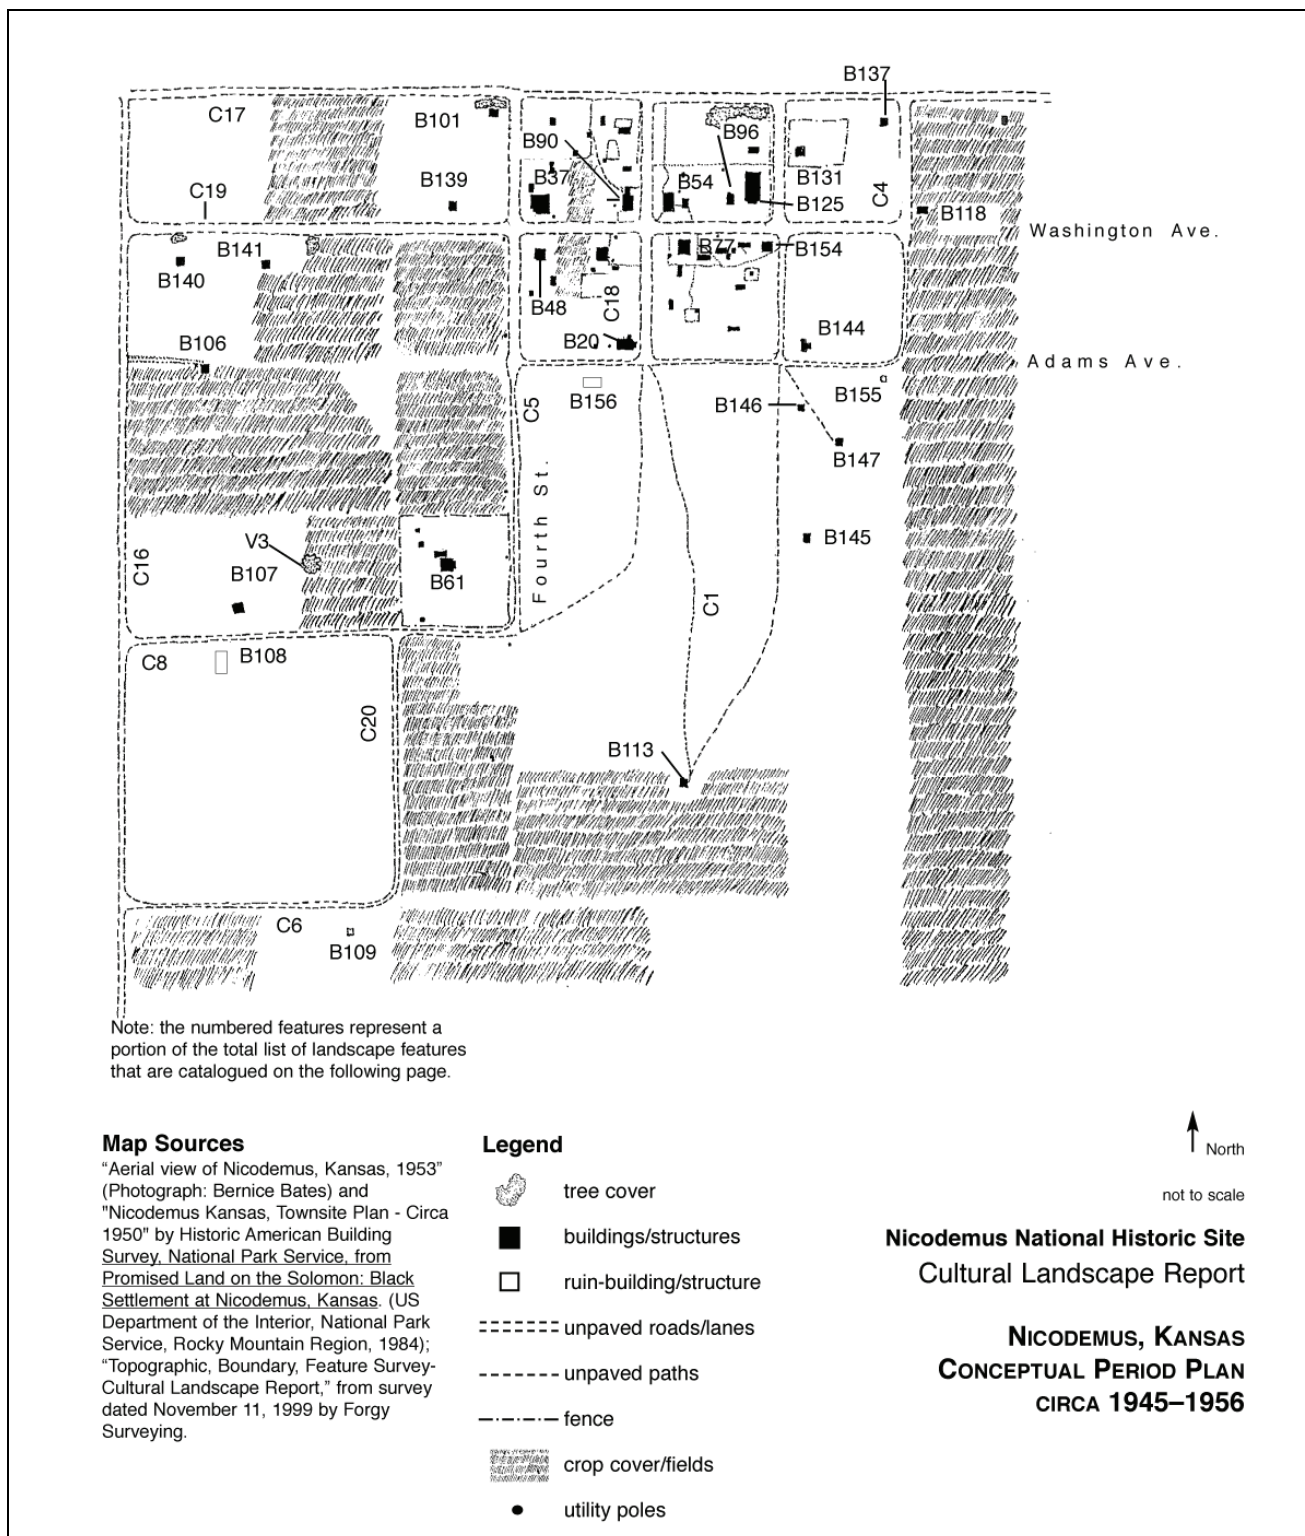 B137
C17
B101
B96
B90
B37
B54
B131
B139
C19
B125
C4
B118
Washington Ave.
B141
B77
B154
B140
B48
C18
B106
B20
B144
Adams Ave.
B156
C5
B146
B155
B147
Fourth St.
V3
B107
C16
B61
B145
C1
C8
B108
C20
B113
C6
B109
Note: the numbered features represent a
portion of the total list of landscape features
that are catalogued on the following page.
Map Sources
“Aerial view of Nicodemus, Kansas, 1953”
(Photograph: Bernice Bates) and
"Nicodemus Kansas, Townsite Plan - Circa
1950" by Historic American Building
Survey, National Park Service, from
Promised Land on the Solomon: Black
Settlement at Nicodemus, Kansas. (US
Department of the Interior, National Park
Service, Rocky Mountain Region, 1984);
“Topographic, Boundary, Feature Survey-
Cultural Landscape Report,” from survey
dated November 11, 1999 by Forgy
Surveying.
Legend
tree cover
buildings/structures
ruin-building/structure
unpaved roads/lanes
unpaved paths
fence
crop cover/fields
utility poles
North
not to scale
Nicodemus National Historic Site
Cultural Landscape Report
Nicodemus, Kansas
Conceptual Period Plan
circa 1945–1956